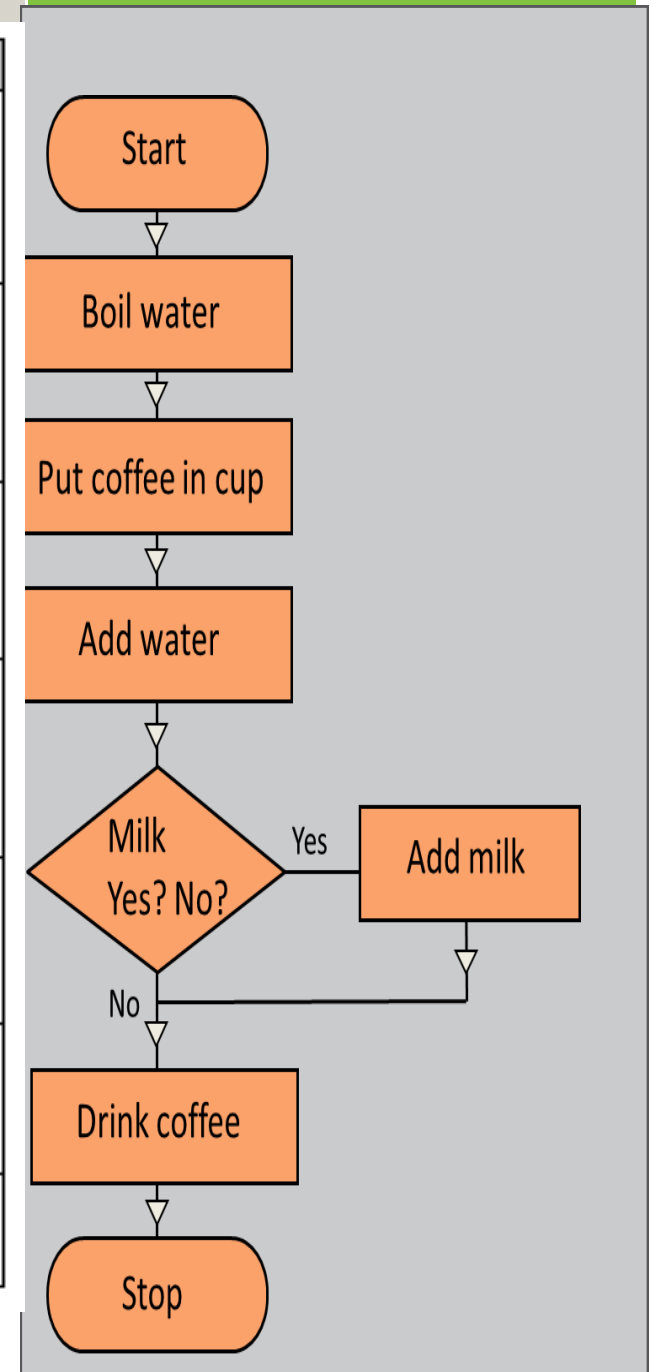 Start
Boil water
Put coffee in cup
Add water
Milk
Yes? No?
Yes
Add milk
No
Drink coffee
Stop